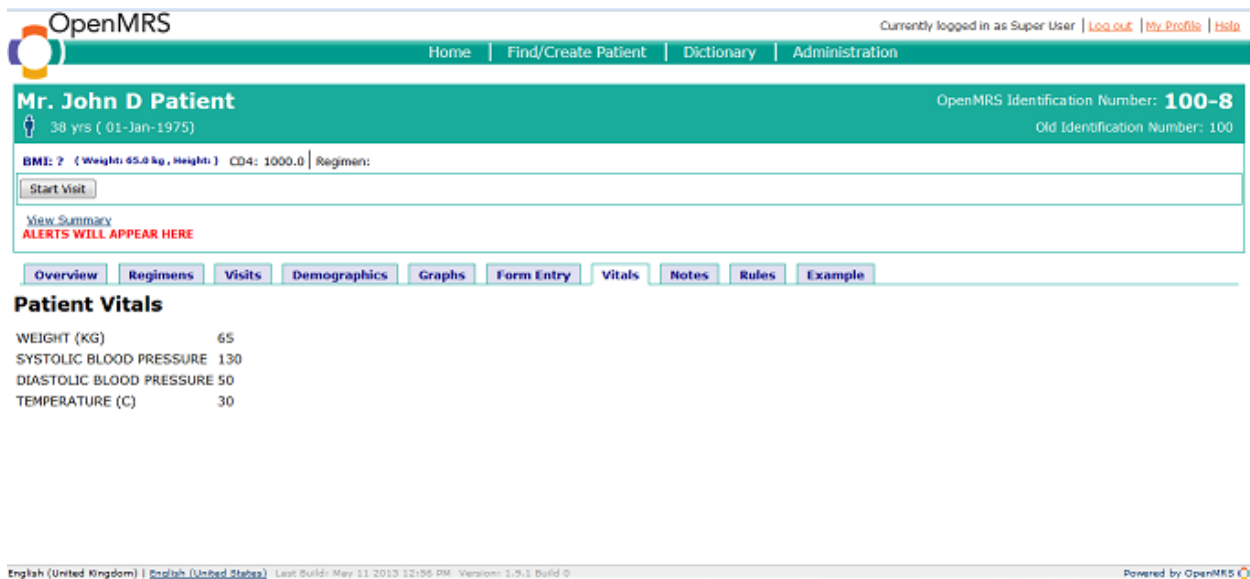 OpenMRS
Currently logged in as Super User | Log out | My Profile | Help
Home | Find/Create Patient | Dictionary | Administration
Mr. John D Patient OpenMRS Identification Number: 100-8
38 yrs ( 01-Jan-1975) Old Identification Number: 100
BMI: ? ( Weight: 65.0 kg , Height: ) CD4: 1000.0 | Regimen:
Start Visit
View Summary
ALERTS WILL APPEAR HERE
Overview Regimens Visits Demographics Graphs Form Entry Vitals Notes Rules Example
Patient Vitals
WEIGHT (KG) 65
SYSTOLIC BLOOD PRESSURE 130
DIASTOLIC BLOOD PRESSURE 50
TEMPERATURE (C) 30
English (United Kingdom) | English (United States) Last Build: May 11 2013 12:56 PM Version: 1.9.1 Build 0 Powered by OpenMRS